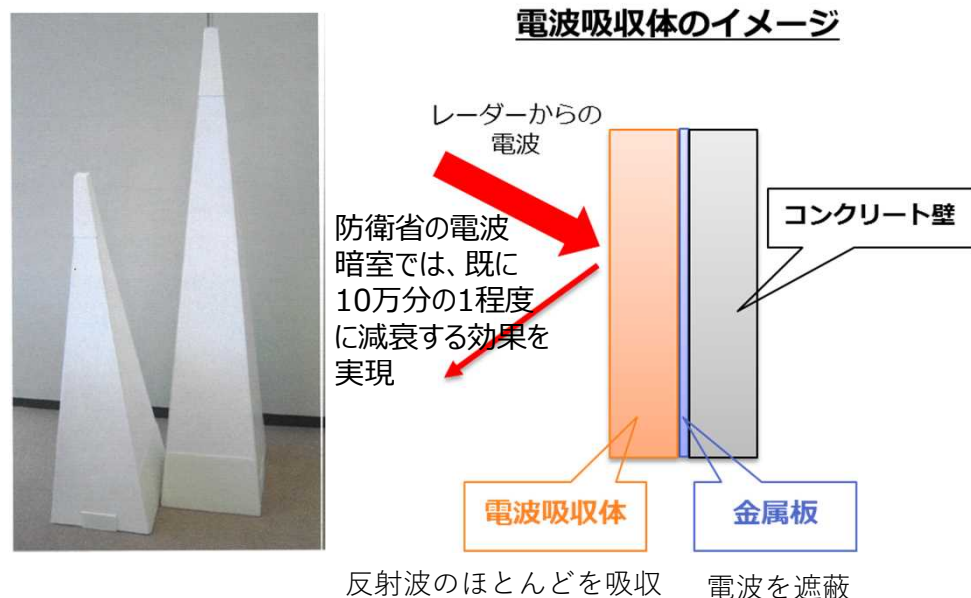 電波吸収体のイメージ
レーダーからの
電波
防衛省の電波
暗室では、既に
10万分の1程度
に減衰する効果を
実現
コンクリート壁
電波吸収体
金属板
反射波のほとんどを吸収
電波を遮蔽